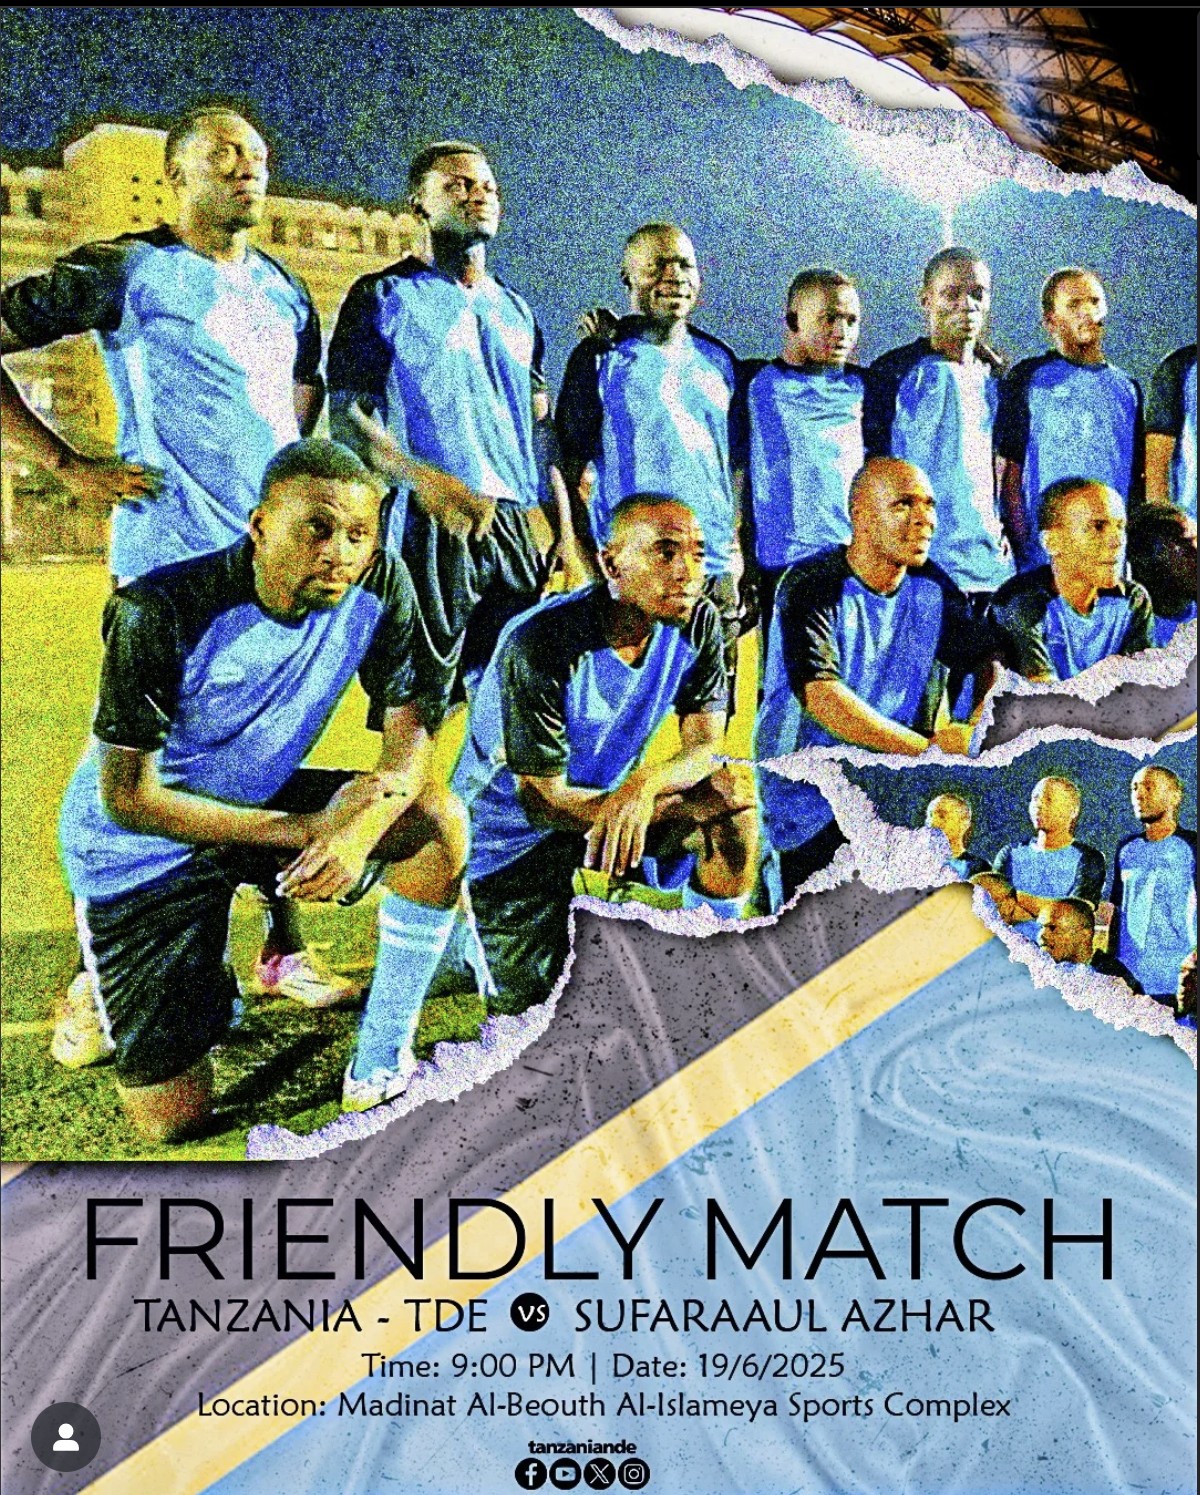 FRIENDLY MATCH
TANZANIA - TDE VS SUFARAAUL AZHAR
Time: 9:00 PM | Date: 19/6/2025
Location: Madinat Al-Beouth Al-Islameya Sports Complex
tanzaniande